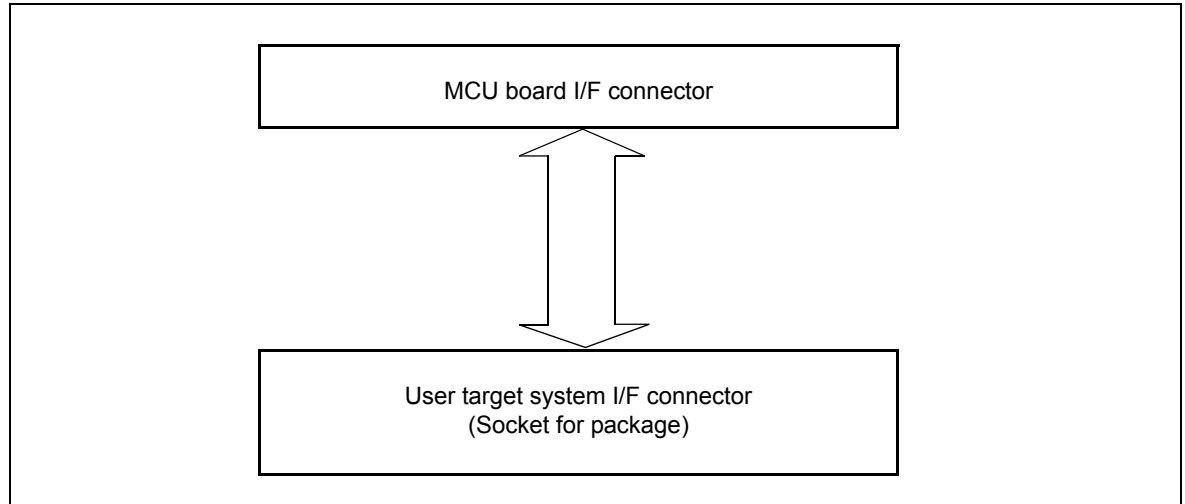 MCU board I/F connector
User target system I/F connector
(Socket for package)